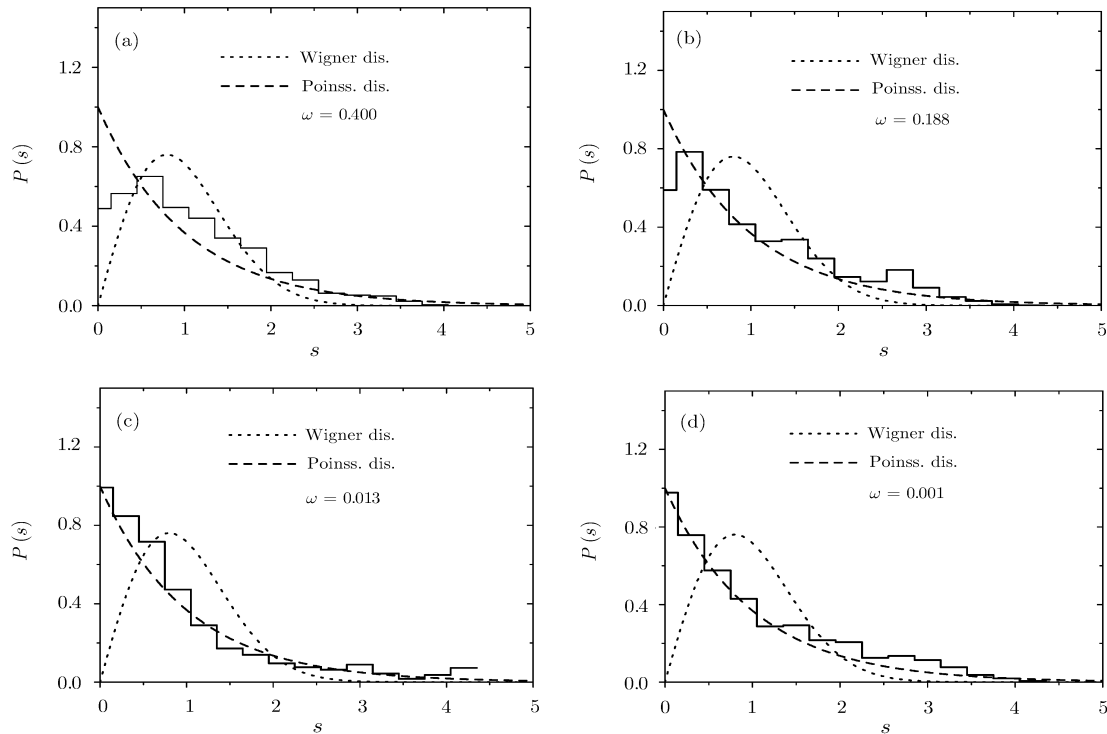 (a)
Wigner dis.
Poinss. dis.
ω = 0.400
P (s)
1.2
0.8
0.4
0.0
0 1 2 3 4 5
s
(b)
Wigner dis.
Poinss. dis.
ω = 0.188
P (s)
1.2
0.8
0.4
0.0
0 1 2 3 4 5
s
(c)
Wigner dis.
Poinss. dis.
ω = 0.013
P (s)
1.2
0.8
0.4
0.0
0 1 2 3 4 5
s
(d)
Wigner dis.
Poinss. dis.
ω = 0.001
P (s)
1.2
0.8
0.4
0.0
0 1 2 3 4 5
s